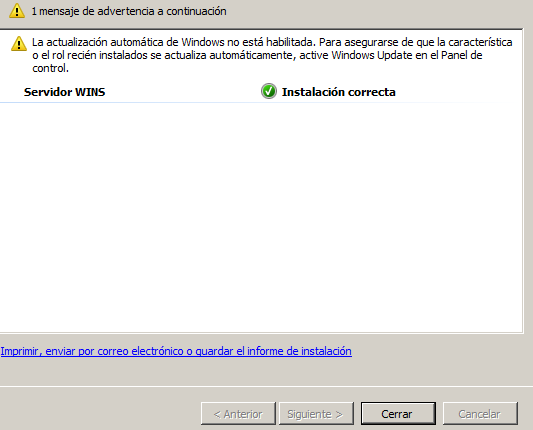 1 mensaje de advertencia a continuación
La actualización automática de Windows no está habilitada. Para asegurarse de que la característica
o el rol recién instalados se actualiza automáticamente, active Windows Update en el Panel de
control.
Servidor WINS Instalación correcta
Imprimir, enviar por correo electrónico o guardar el informe de instalación
< Anterior Siguiente > Cerrar Cancelar